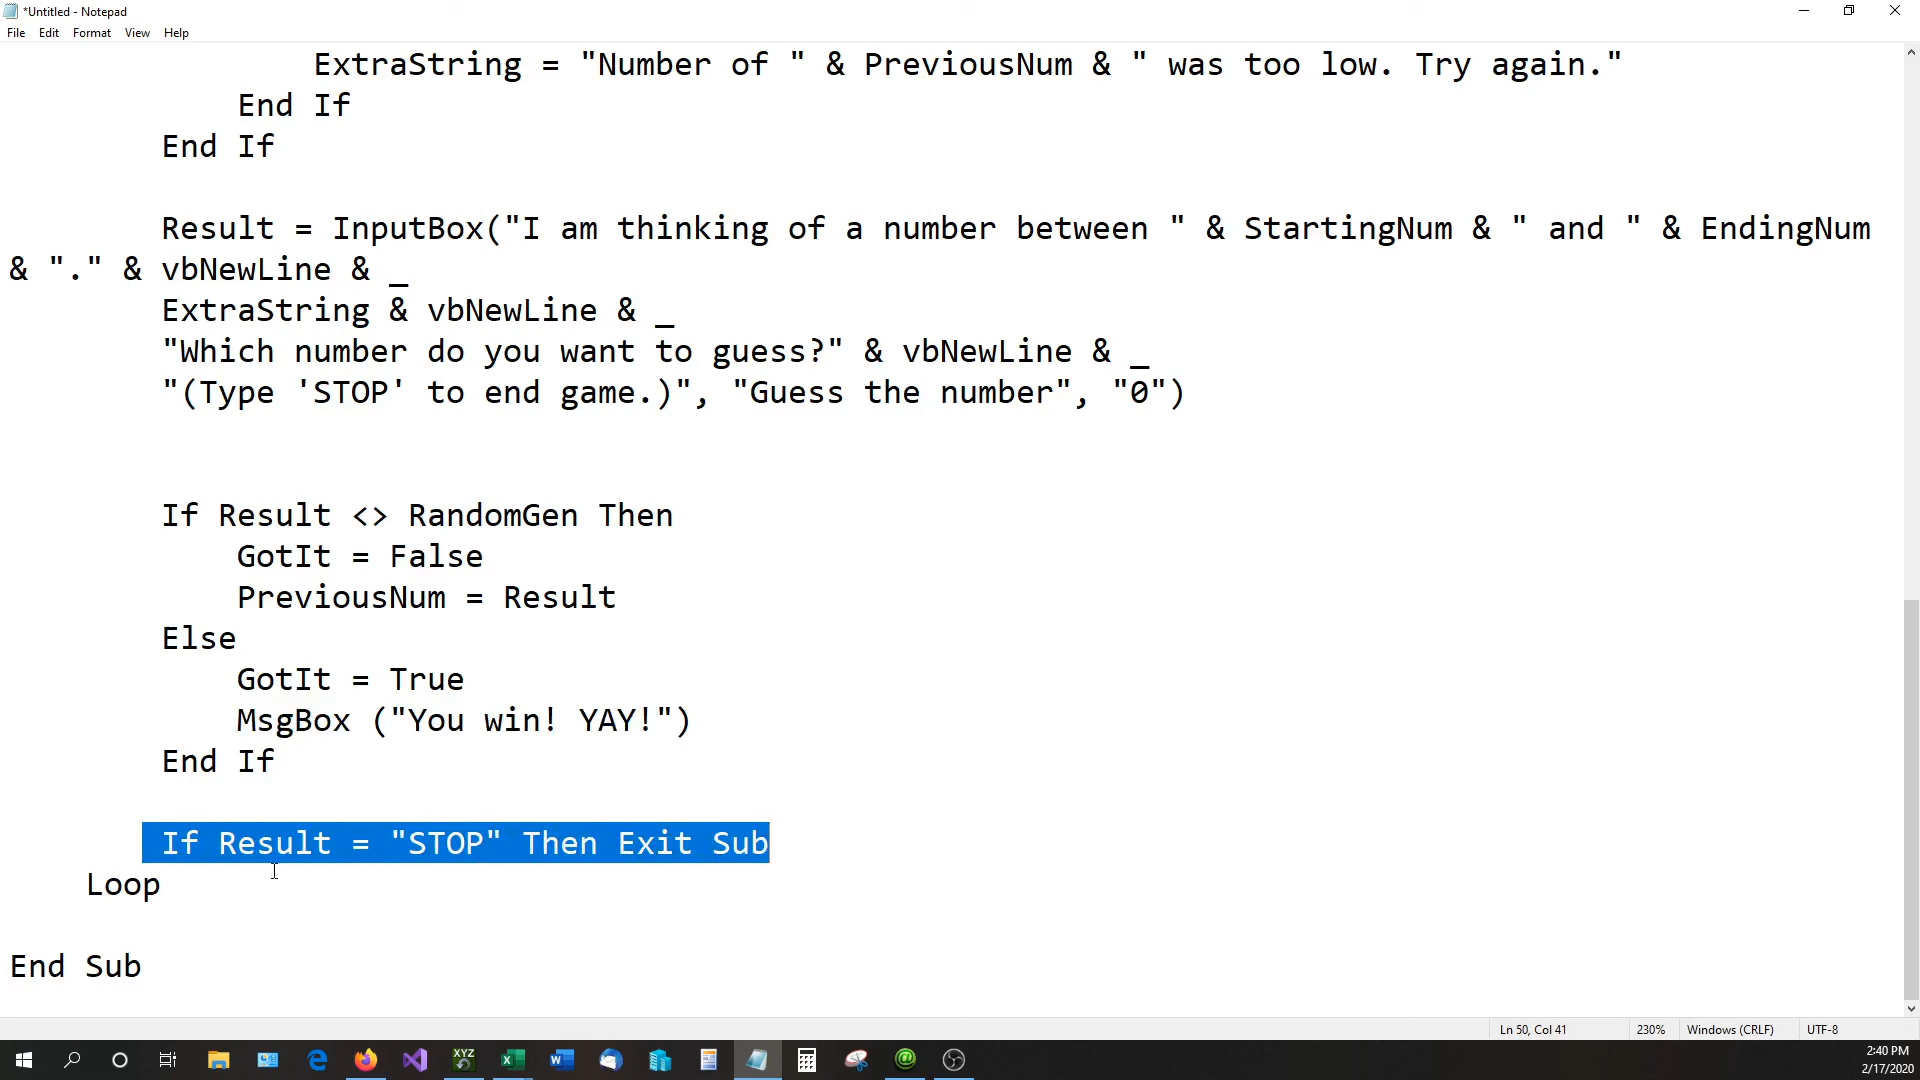 *Untitled - Notepad
File Edit Format View Help
ExtraString = "Number of " & PreviousNum & " was too low. Try again."
End If
End If
Result = InputBox("I am thinking of a number between " & StartingNum & " and " & EndingNum
& "." & vbNewLine & _
ExtraString & vbNewLine & _
"Which number do you want to guess?" & vbNewLine & _
"(Type 'STOP' to end game.)", "Guess the number", "0")
If Result <> RandomGen Then
GotIt = False
PreviousNum = Result
Else
GotIt = True
MsgBox ("You win! YAY!")
End If
If Result = "STOP" Then Exit Sub
Loop
End Sub
Ln 50, Col 41 230% Windows (CRLF) UTF-8
XYZ
2:40 PM
2/17/2020